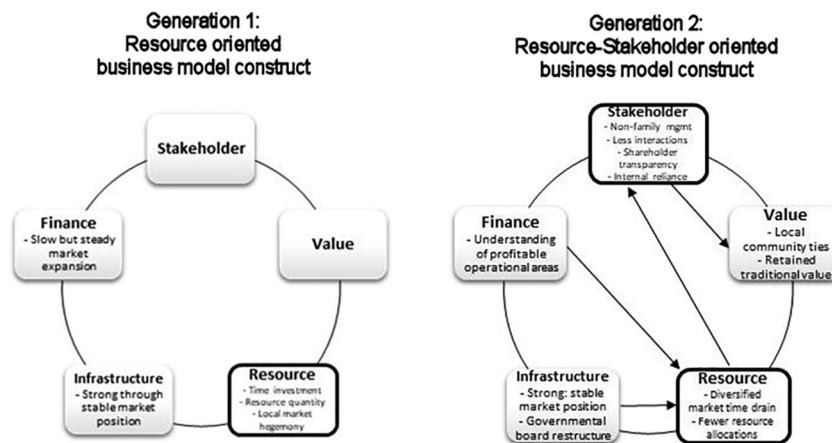 Generation 1:
Resource oriented
business model construct
Stakeholder
Finance
- Slow but steady
market
expansion
Value
Infrastructure
- Strong through
stable market
position
Resource
- Time investment
- Resource quantity
- Local market
hegemony
Generation 2:
Resource-Stakeholder oriented
business model construct
Stakeholder
- Non-family mgmt
- Less interactions
- Shareholder
transparency
- Internal reliance
Finance
- Understanding
of profitable
operational areas
Value
- Local
community ties
- Retained
traditional value
Infrastructure
- Strong: stable
market position
- Governmental
board restructure
Resource
- Diversified
market time drain
- Fewer resource
allocations